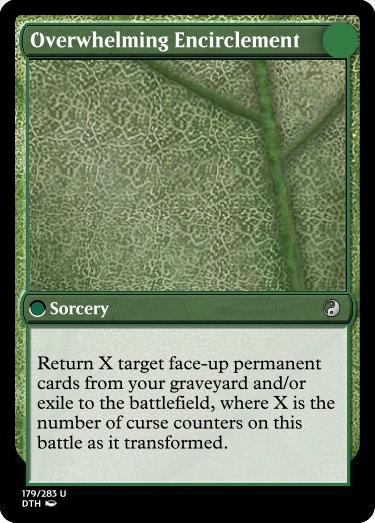 Overwhelming Encirclement
Sorcery
Return X target face-up permanent
cards from your graveyard and/or
exile to the battlefield, where X is the
number of curse counters on this
battle as it transformed.
179/283 U
DTH